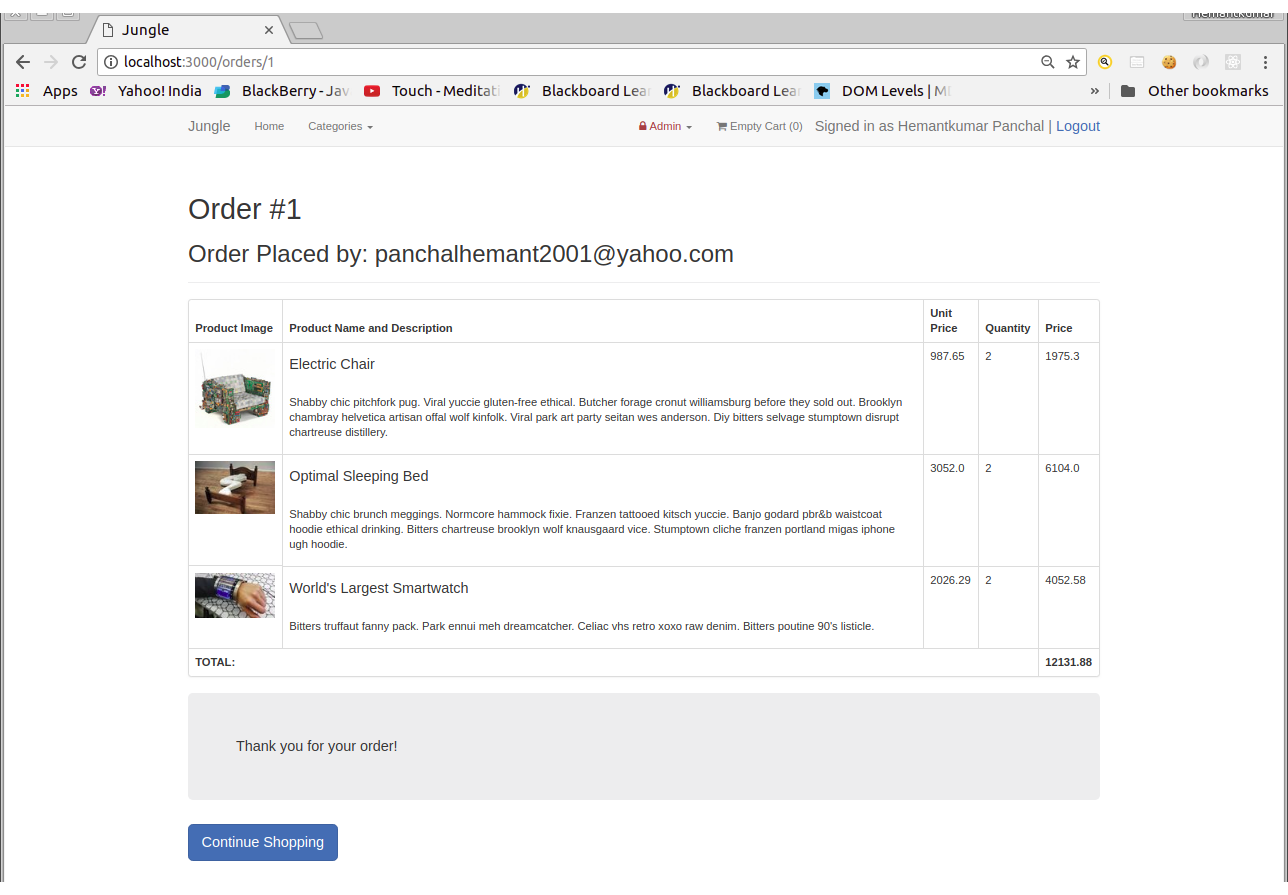 Hemantkumar
Jungle
localhost:3000/orders/1
Apps Yahoo! India BlackBerry - Jav Touch - Meditati Blackboard Lear Blackboard Lear DOM Levels | M » Other bookmarks
Jungle Home Categories Admin Empty Cart (0) Signed in as Hemantkumar Panchal | Logout
Order #1
Order Placed by: panchalhemant2001@yahoo.com
Product Image Product Name and Description Unit Price Quantity Price
Electric Chair 987.65 2 1975.3
Shabby chic pitchfork pug. Viral yuccie gluten-free ethical. Butcher forage cronut williamsburg before they sold out. Brooklyn
chambray helvetica artisan offal wolf kinfolk. Viral park art party seitan wes anderson. Diy bitters selvage stumptown disrupt
chartreuse distillery.
Optimal Sleeping Bed 3052.0 2 6104.0
Shabby chic brunch meggings. Normcore hammock fixie. Franzen tattooed kitsch yuccie. Banjo godard pbr&b waistcoat
hoodie ethical drinking. Bitters chartreuse brooklyn wolf knausgaard vice. Stumptown cliche franzen portland migas iphone
ugh hoodie.
World's Largest Smartwatch 2026.29 2 4052.58
Bitters truffaut fanny pack. Park ennui meh dreamcatcher. Celiac vhs retro xoxo raw denim. Bitters poutine 90's listicle.
TOTAL: 12131.88
Thank you for your order!
Continue Shopping